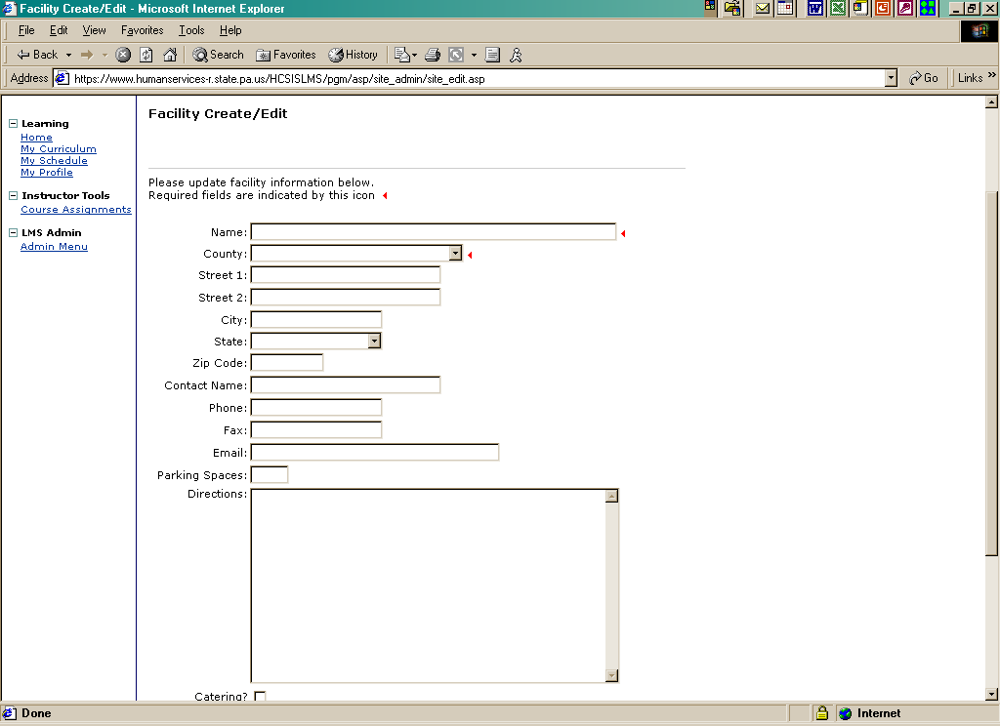 Facility Create/Edit - Microsoft Internet Explorer
File Edit View Favorites Tools Help
Back Search Favorites History
Address https://www.humanservices-r.state.pa.us/HCSISLMS/pgm/asp/site_admin/site_edit.asp Go Links »
Learning
Home
My Curriculum
My Schedule
My Profile
Instructor Tools
Course Assignments
LMS Admin
Admin Menu
Facility Create/Edit
Please update facility information below.
Required fields are indicated by this icon
Name:
County:
Street 1:
Street 2:
City:
State:
Zip Code:
Contact Name:
Phone:
Fax:
Email:
Parking Spaces:
Directions:
Catering?
Done Internet